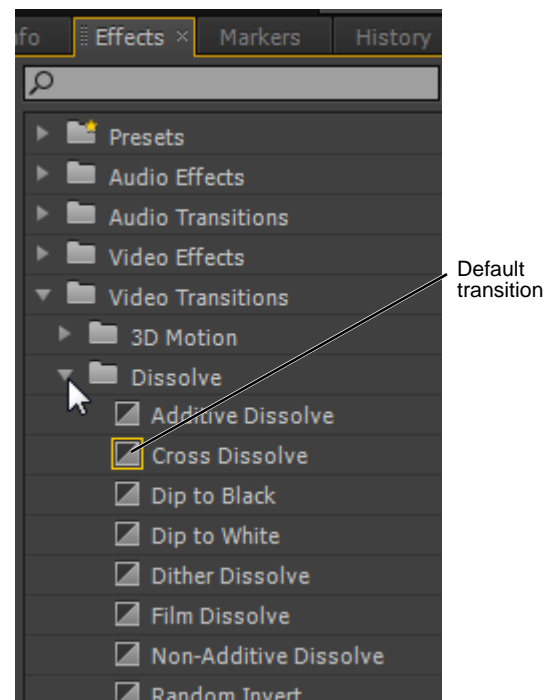 fo Effects × Markers History
Presets
Audio Effects
Audio Transitions
Video Effects
Video Transitions
3D Motion
Dissolve
Additive Dissolve
Cross Dissolve
Dip to Black
Dip to White
Dither Dissolve
Film Dissolve
Non-Additive Dissolve
Random Invert
Default
transition